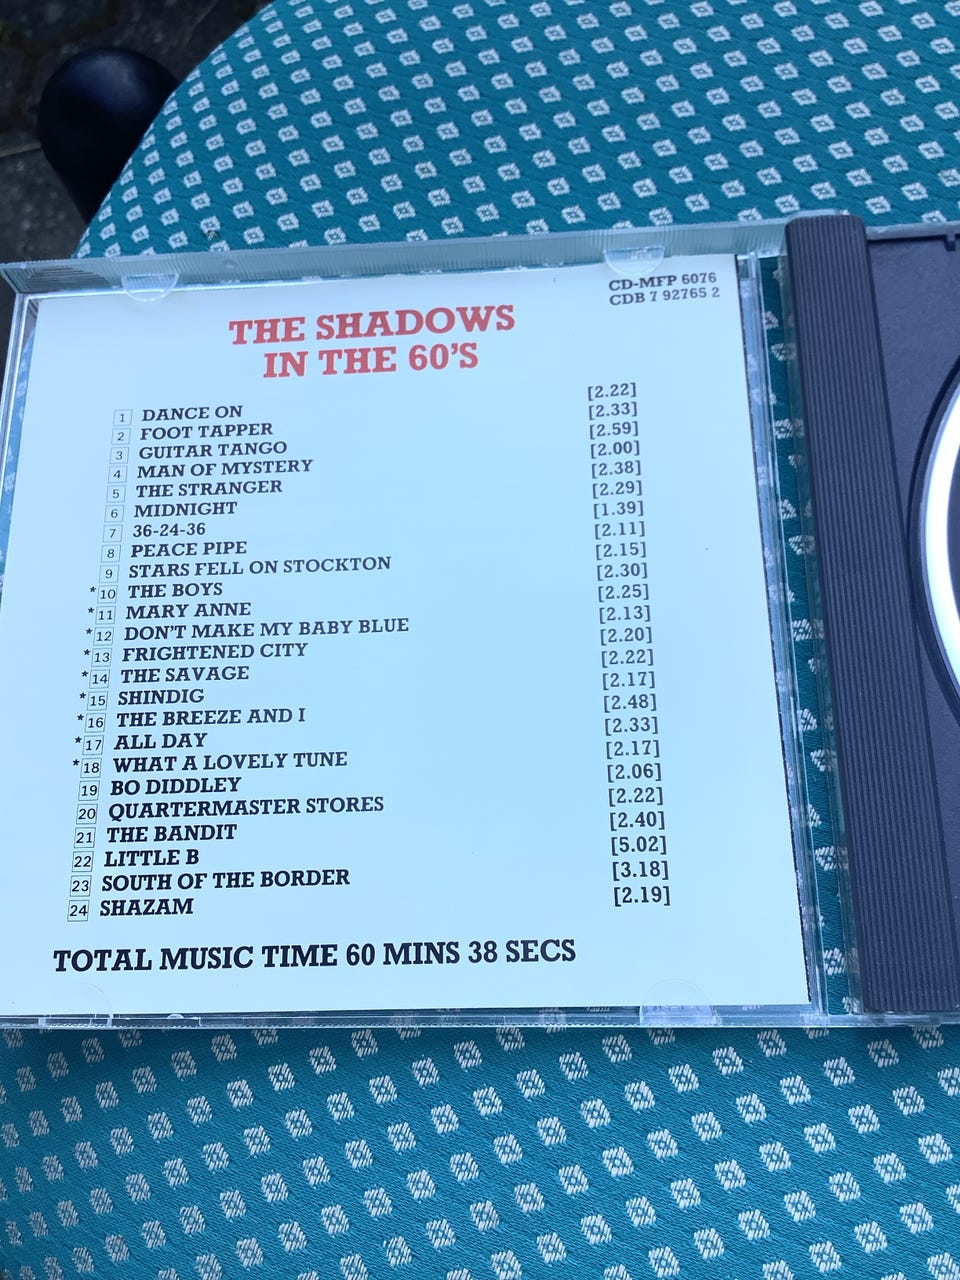 CD-MFP 6076
CDB 7 92765 2
THE SHADOWS
IN THE 60'S
1 DANCE ON [2.22]
2 FOOT TAPPER [2.33]
3 GUITAR TANGO [2.59]
4 MAN OF MYSTERY [2.00]
5 THE STRANGER [2.38]
6 MIDNIGHT [2.29]
7 36-24-36 [1.39]
8 PEACE PIPE [2.11]
9 STARS FELL ON STOCKTON [2.15]
*10 THE BOYS [2.30]
*11 MARY ANNE [2.25]
*12 DON'T MAKE MY BABY BLUE [2.13]
*13 FRIGHTENED CITY [2.20]
*14 THE SAVAGE [2.22]
*15 SHINDIG [2.17]
*16 THE BREEZE AND I [2.48]
*17 ALL DAY [2.33]
*18 WHAT A LOVELY TUNE [2.17]
19 BO DIDDLEY [2.06]
20 QUARTERMASTER STORES [2.22]
21 THE BANDIT [2.40]
22 LITTLE B [5.02]
23 SOUTH OF THE BORDER [3.18]
24 SHAZAM [2.19]
TOTAL MUSIC TIME 60 MINS 38 SECS